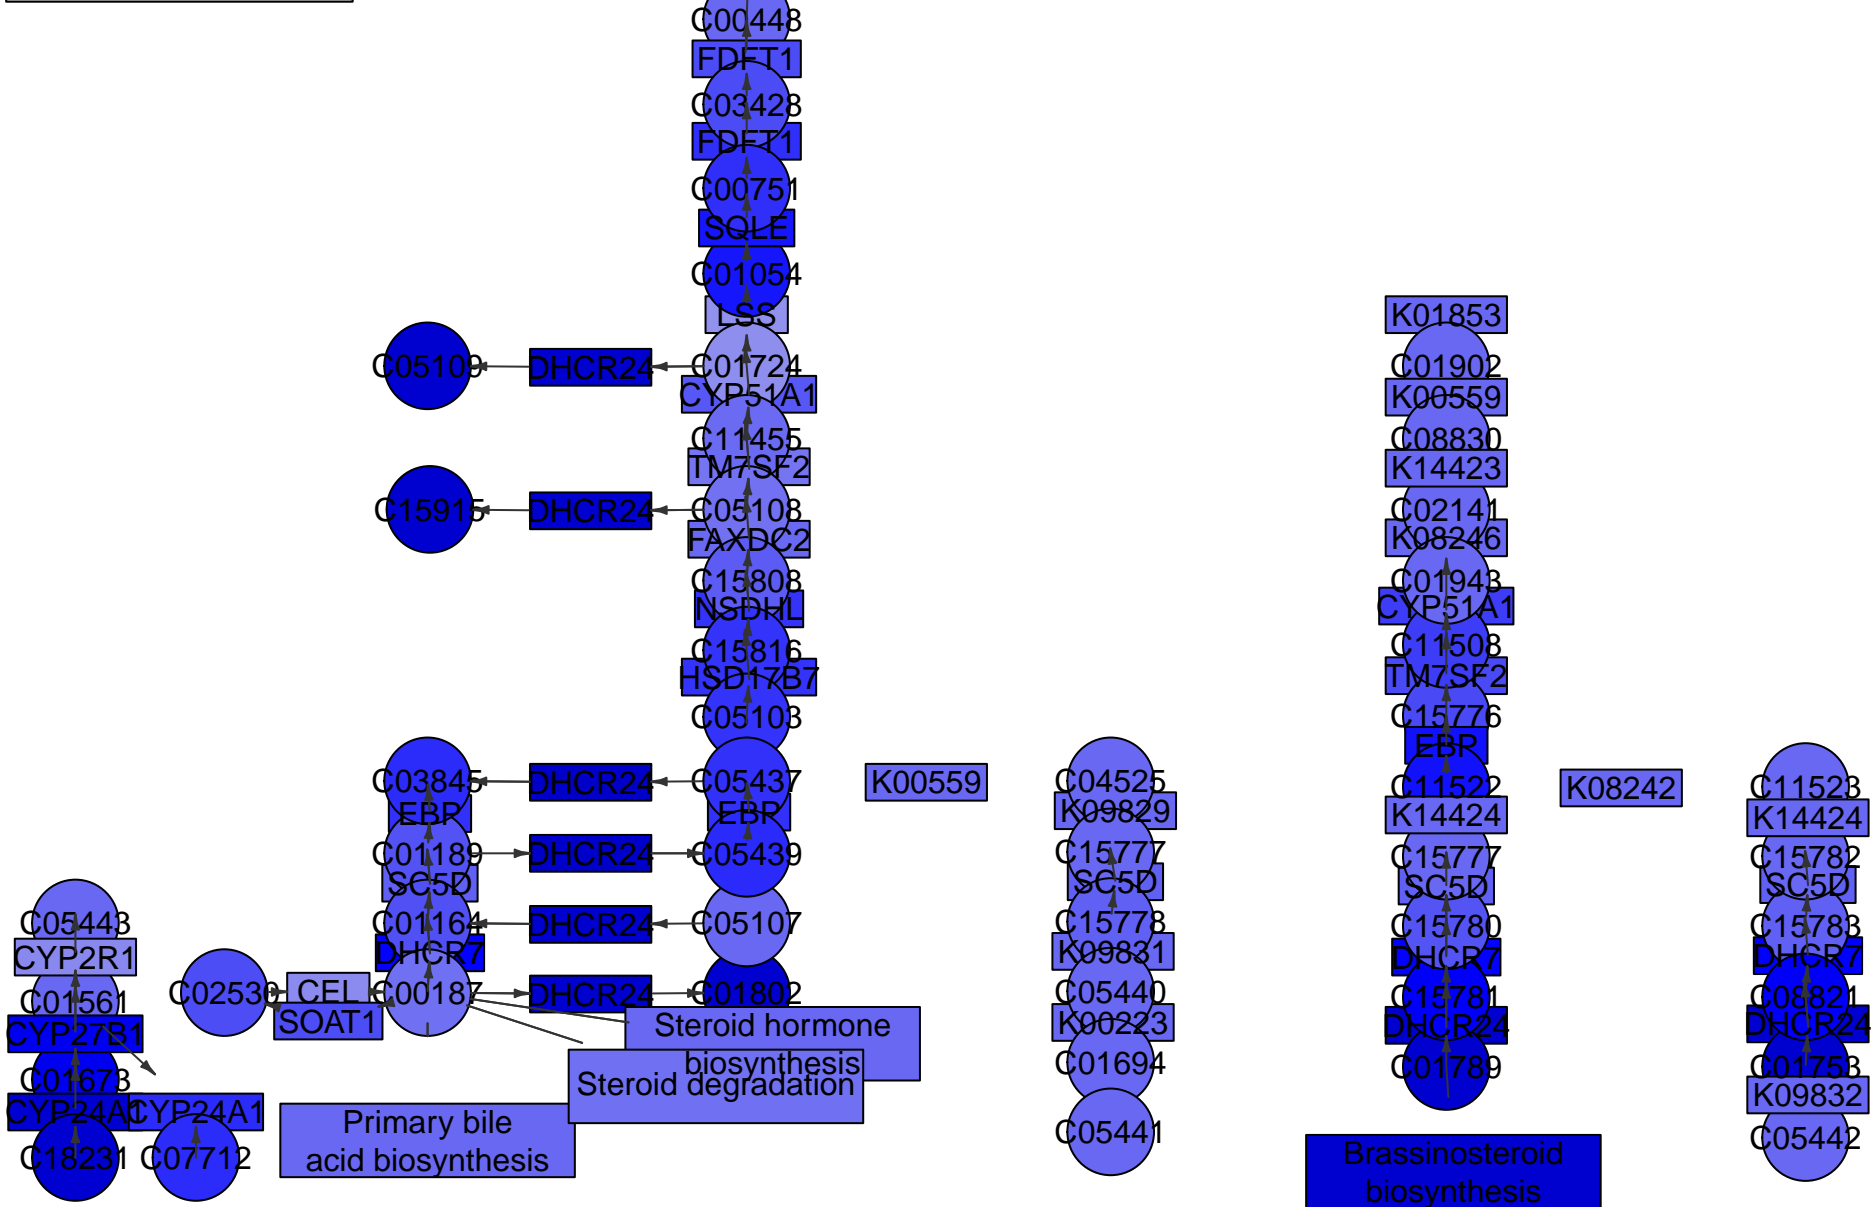 C00448
FDFT1
C03428
FDFT1
C00751
SQLE
C01054
LSS
C01724
CYP51A1
C11455
TM7SF2
C05108
FAXDC2
C15808
NSDHL
C15816
HSD17B7
C05103
C05109
DHCR24
C15915
DHCR24
C03845
DHCR24
C05437
EBP
EBP
C01189
DHCR24
C05439
SC5D
C01164
DHCR24
C05107
DHCR7
C02530
CEL
SOAT1
C00187
DHCR24
C01802
Steroid hormone
biosynthesis
Steroid degradation
Primary bile
acid biosynthesis
C05443
CYP2R1
C01561
CYP27B1
C01673
CYP24A1
CYP24A1
C18231
C07712
K00559
C04525
K09829
C15777
SC5D
C15778
K09831
C05440
K00223
C01694
C05441
K01853
C01902
K00559
C08830
K14423
C02141
K08246
C01943
CYP51A1
C11508
TM7SF2
C15776
EBP
C11522
K14424
C15777
SC5D
C15780
DHCR7
C15781
DHCR24
C01789
Brassinosteroid
biosynthesis
K08242
C11523
K14424
C15782
SC5D
C15783
DHCR7
C08821
DHCR24
C01753
K09832
C05442